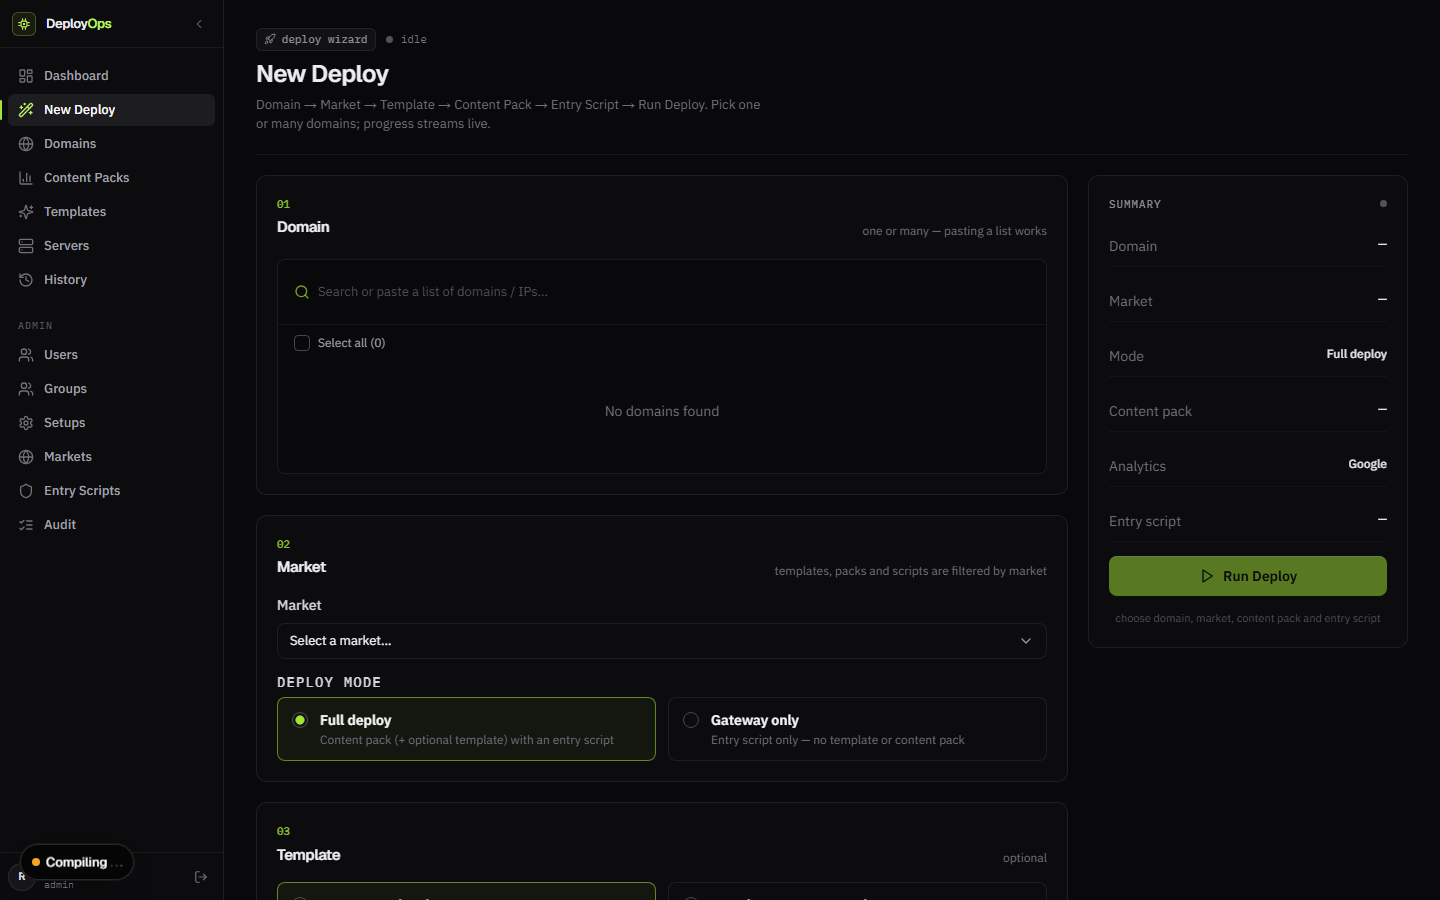 DeployOps
Dashboard
New Deploy
Domains
Content Packs
Templates
Servers
History
ADMIN
Users
Groups
Setups
Markets
Entry Scripts
Audit
Compiling ...
admin
deploy wizard
idle
New Deploy
Domain → Market → Template → Content Pack → Entry Script → Run Deploy. Pick one
or many domains; progress streams live.
01
Domain
one or many — pasting a list works
Search or paste a list of domains / IPs...
Select all (0)
No domains found
02
Market
templates, packs and scripts are filtered by market
Market
Select a market...
DEPLOY MODE
Full deploy
Content pack (+ optional template) with an entry script
Gateway only
Entry script only — no template or content pack
03
Template
optional
SUMMARY
Domain —
Market —
Mode Full deploy
Content pack —
Analytics Google
Entry script —
Run Deploy
choose domain, market, content pack and entry script